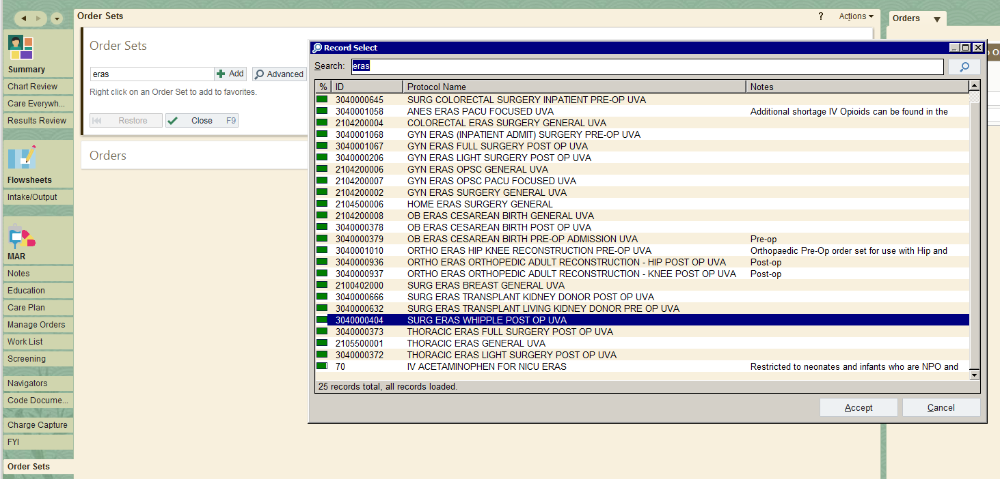 Order Sets
?
Actions
Orders
Summary
Chart Review
Care Everywh...
Results Review
Flowsheets
Intake/Output
MAR
Notes
Education
Care Plan
Manage Orders
Work List
Screening
Navigators
Code Docume...
Charge Capture
FYI
Order Sets
Order Sets
eras
Add
Advanced
Right click on an Order Set to add to favorites.
Restore
Close F9
Orders
Record Select
Search: eras
% ID Protocol Name Notes
3040000645 SURG COLORECTAL SURGERY INPATIENT PRE-OP UVA
3040001058 ANES ERAS PACU FOCUSED UVA Additional shortage IV Opioids can be found in the
2104200004 COLORECTAL ERAS SURGERY GENERAL UVA
3040001068 GYN ERAS (INPATIENT ADMIT) SURGERY PRE-OP UVA
3040001067 GYN ERAS FULL SURGERY POST OP UVA
3040000206 GYN ERAS LIGHT SURGERY POST OP UVA
2104200006 GYN ERAS OPSC GENERAL UVA
2104200007 GYN ERAS OPSC PACU FOCUSED UVA
2104200002 GYN ERAS SURGERY GENERAL UVA
2104500006 HOME ERAS SURGERY GENERAL
2104200008 OB ERAS CESAREAN BIRTH GENERAL UVA
3040000378 OB ERAS CESAREAN BIRTH POST OP UVA
3040000379 OB ERAS CESAREAN BIRTH PRE-OP ADMISSION UVA Pre-op
3040001010 ORTHO ERAS HIP KNEE RECONSTRUCTION PRE-OP UVA Orthopaedic Pre-Op order set for use with Hip and
3040000936 ORTHO ERAS ORTHOPEDIC ADULT RECONSTRUCTION - HIP POST OP UVA Post-op
3040000937 ORTHO ERAS ORTHOPEDIC ADULT RECONSTRUCTION - KNEE POST OP UVA Post-op
2100402000 SURG ERAS BREAST GENERAL UVA
3040000666 SURG ERAS TRANSPLANT KIDNEY DONOR POST OP UVA
3040000632 SURG ERAS TRANSPLANT LIVING KIDNEY DONOR PRE OP UVA
3040000404 SURG ERAS WHIPPLE POST OP UVA
3040000373 THORACIC ERAS FULL SURGERY POST OP UVA
2105500001 THORACIC ERAS GENERAL UVA
3040000372 THORACIC ERAS LIGHT SURGERY POST OP UVA
70 IV ACETAMINOPHEN FOR NICU ERAS Restricted to neonates and infants who are NPO and
25 records total, all records loaded.
Accept
Cancel